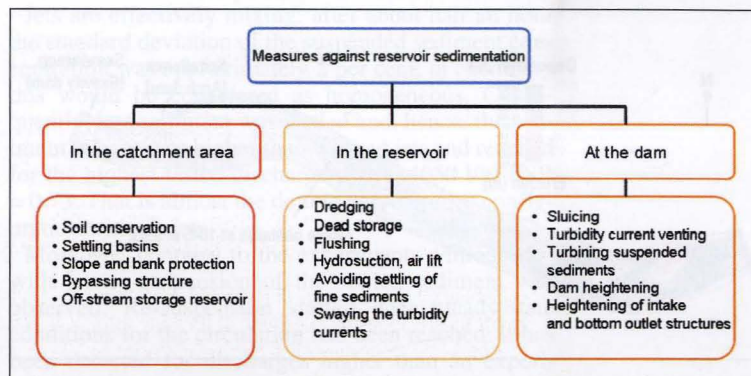 Measures against reservoir sedimentation
In the catchment area
In the reservoir
At the dam
• Soil conservation
• Settling basins
• Slope and bank protection
• Bypassing structure
• Off-stream storage reservoir
• Dredging
• Dead storage
• Flushing
• Hydrosuction, air lift
• Avoiding settling of
fine sediments
• Swaying the turbidity
currents
• Sluicing
• Turbidity current venting
• Turbining suspended
sediments
• Dam heightening
• Heightening of intake
and bottom outlet structures